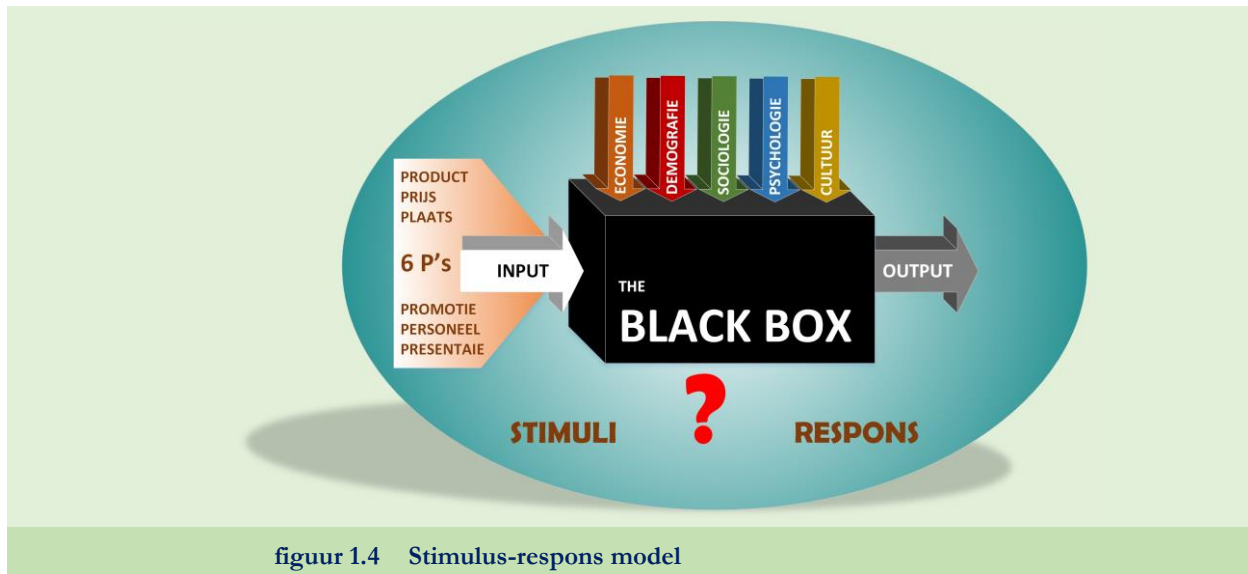 ECONOMIE
DEMOGRAFIE
SOCIOLOGIE
PSYCHOLOGIE
CULTUUR
PRODUCT
PRIJS
PLAATS
6 P's
PROMOTIE
PERSONEEL
PRESENTAIE
INPUT
THE
BLACK BOX
OUTPUT
STIMULI
?
RESPONS
figuur 1.4 Stimulus-respons model